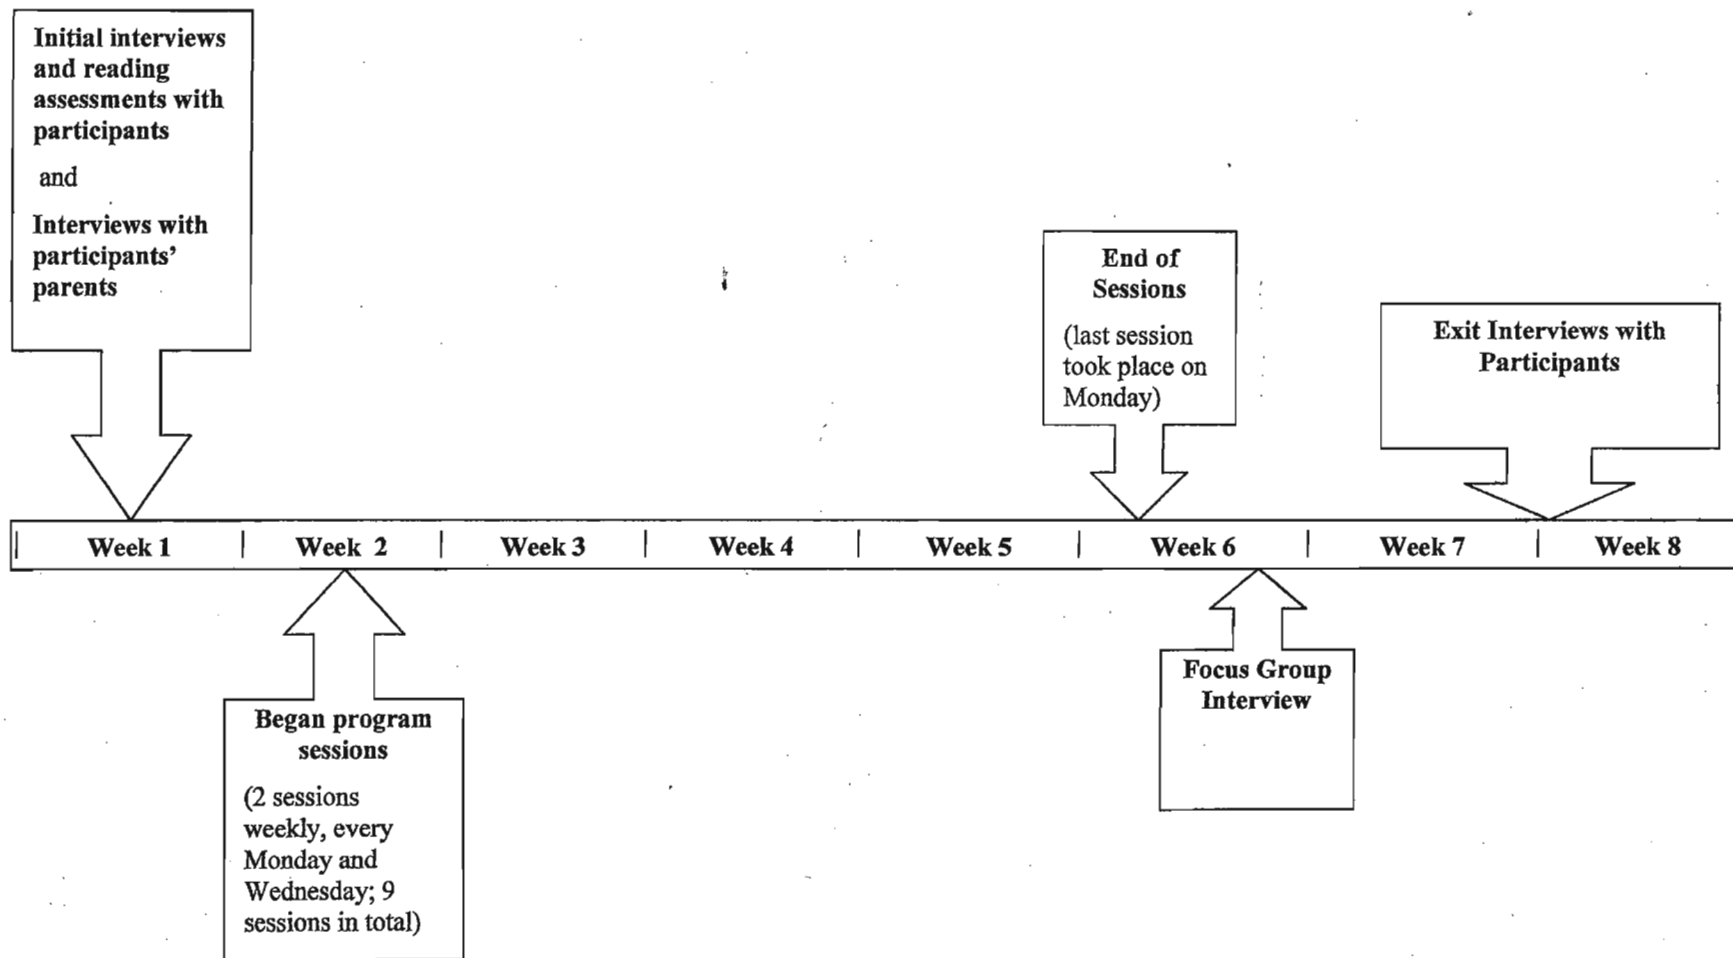 Initial interviews
and reading
assessments with
participants
and
Interviews with
participants'
parents
End of
Sessions
(last session
took place on
Monday)
Exit Interviews with
Participants
| Week 1 | Week 2 | Week 3 | Week 4 | Week 5 | Week 6 | Week 7 | Week 8
Began program
sessions
(2 sessions
weekly, every
Monday and
Wednesday; 9
sessions in total)
Focus Group
Interview